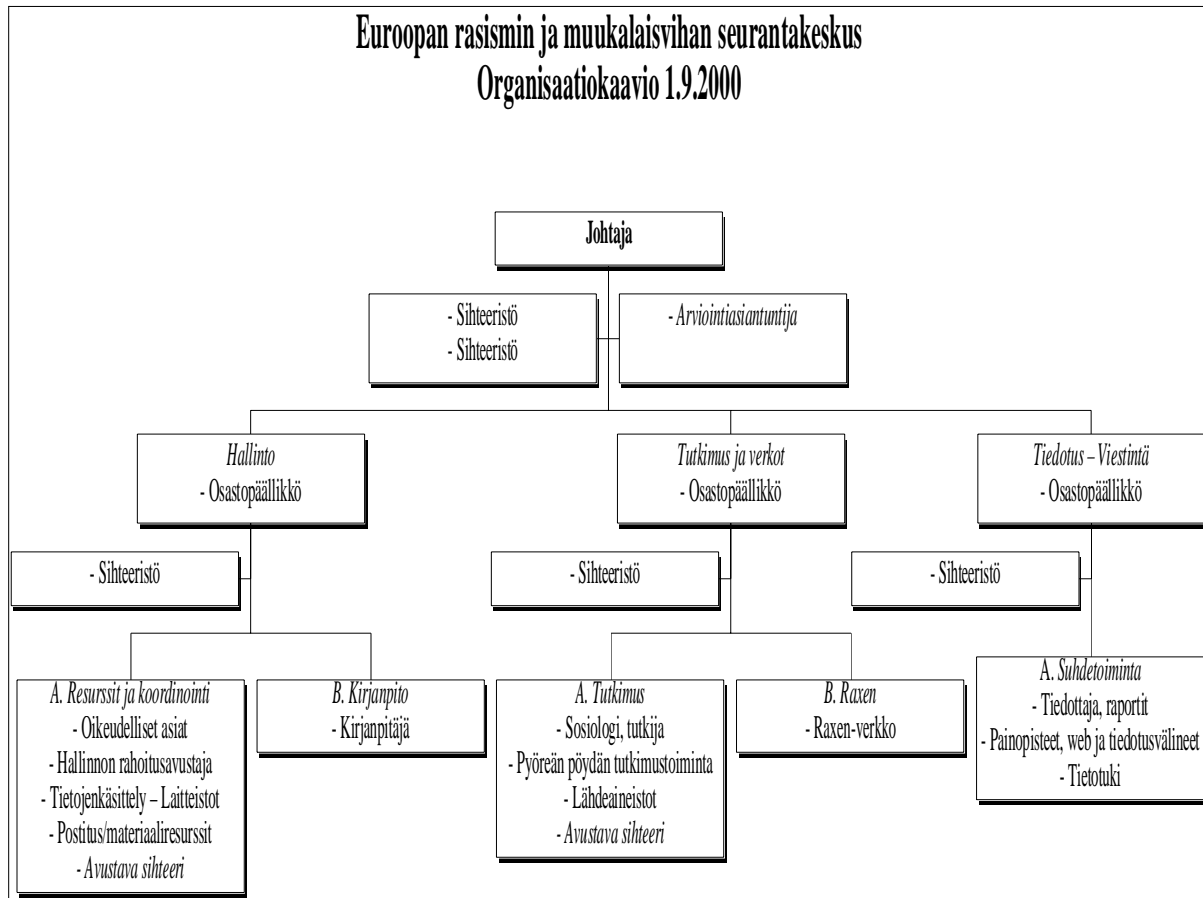 Euroopan rasismin ja muukalaisvihan seurantakeskus
Organisaatiokaavio 1.9.2000
Johtaja
- Sihteeristö
- Sihteeristö
- Arviointiasiantuntija
Hallinto
- Osastopäällikkö
Tutkimus ja verkot
- Osastopäällikkö
Tiedotus – Viestintä
- Osastopäällikkö
- Sihteeristö
- Sihteeristö
- Sihteeristö
A. Resurssit ja koordinointi
- Oikeudelliset asiat
- Hallinnon rahoitusavustaja
- Tietojenkäsittely – Laitteistot
- Postitus/materiaaliresurssit
- Avustava sihteeri
B. Kirjanpito
- Kirjanpitäjä
A. Tutkimus
- Sosiologi, tutkija
- Pyöreän pöydän tutkimustoiminta
- Lähdeaineistot
- Avustava sihteeri
B. Raxen
- Raxen-verkko
A. Suhdetoiminta
- Tiedottaja, raportit
- Painopisteet, web ja tiedotusvälineet
- Tietotuki